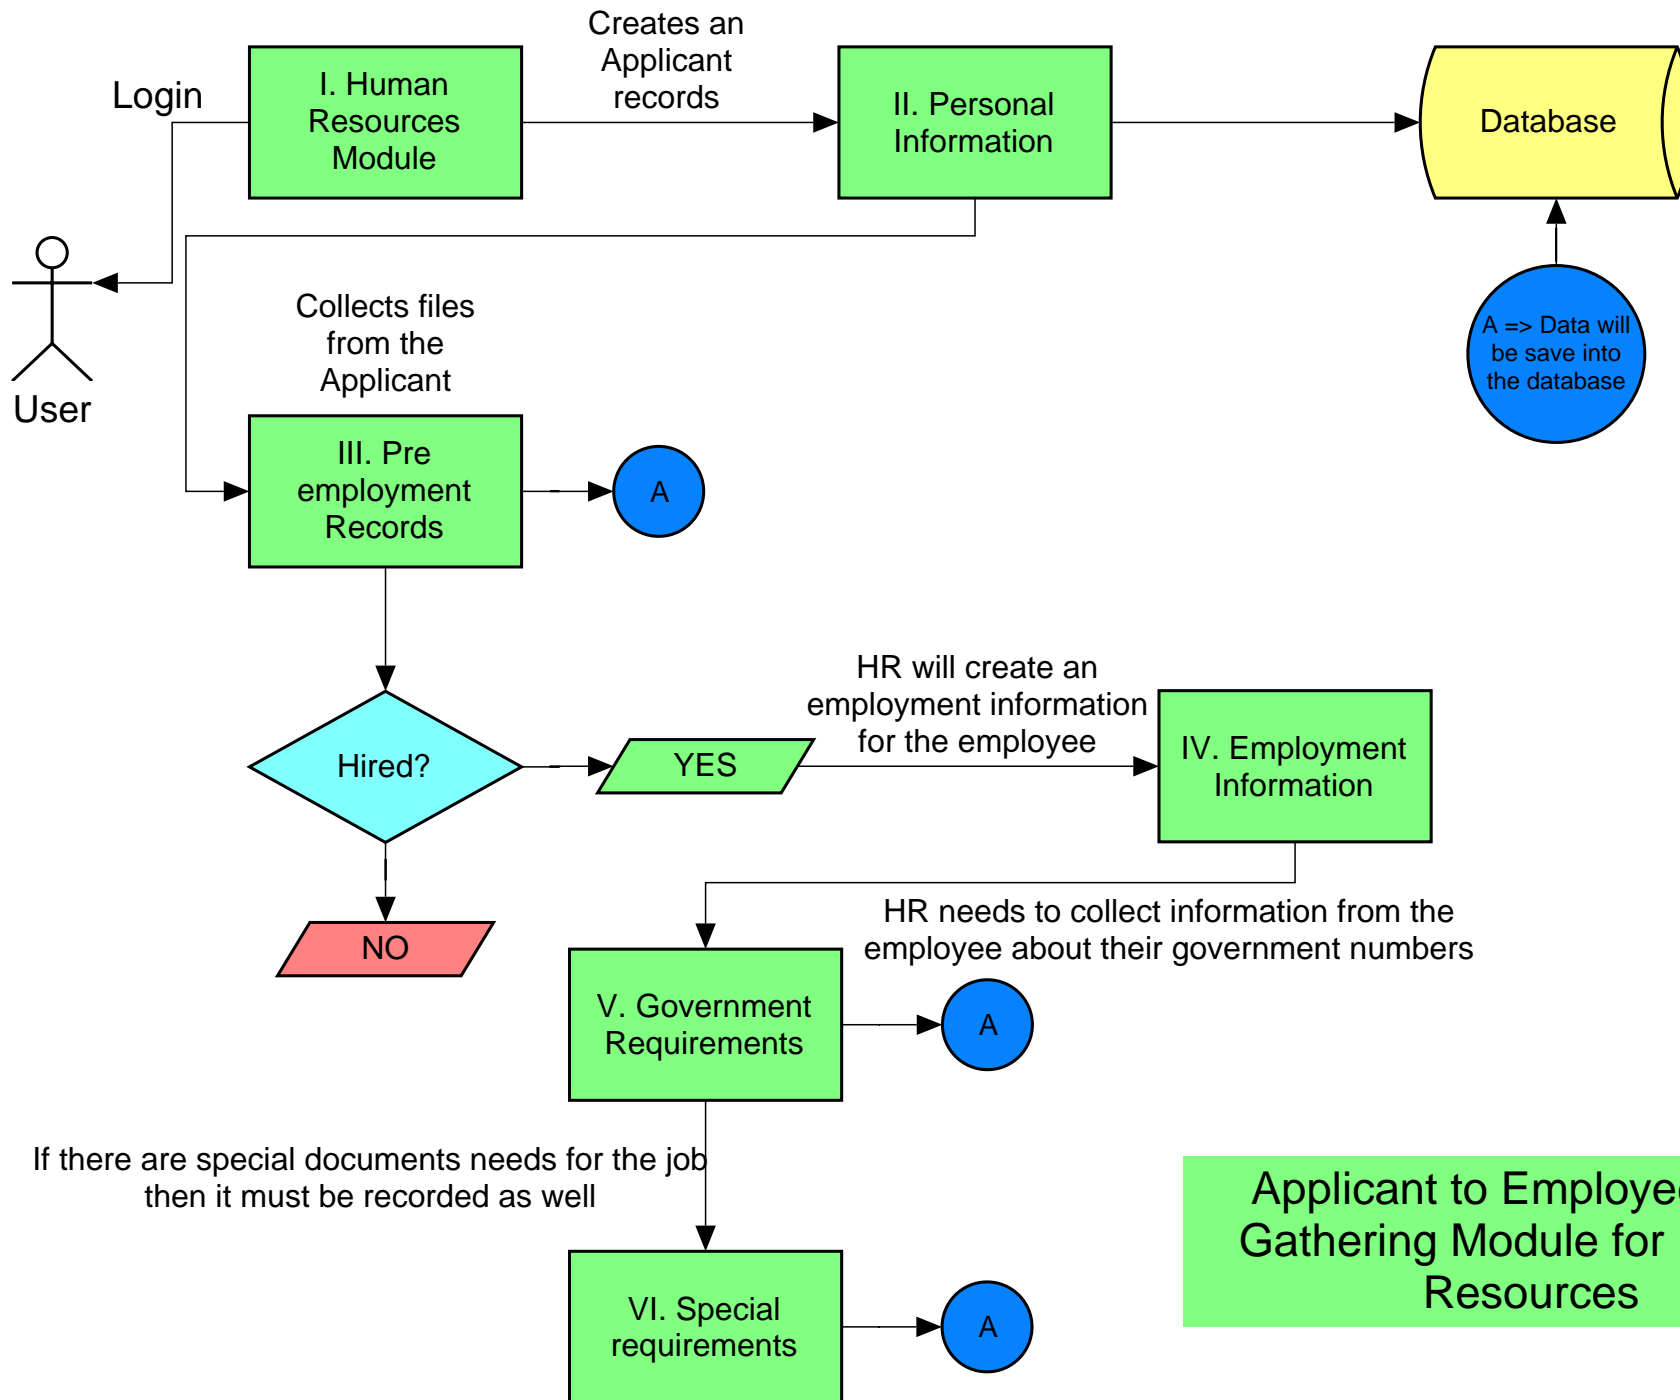 Creates an
Applicant
records
Login
I. Human
Resources
Module
II. Personal
Information
Database
A => Data will
be save into
the database
User
Collects files
from the
Applicant
III. Pre
employment
Records
A
Hired?
YES
HR will create an
employment information
for the employee
IV. Employment
Information
NO
HR needs to collect information from the
employee about their government numbers
V. Government
Requirements
A
If there are special documents needs for the job
then it must be recorded as well
VI. Special
requirements
A
Applicant to
Gathering Module for
Resources